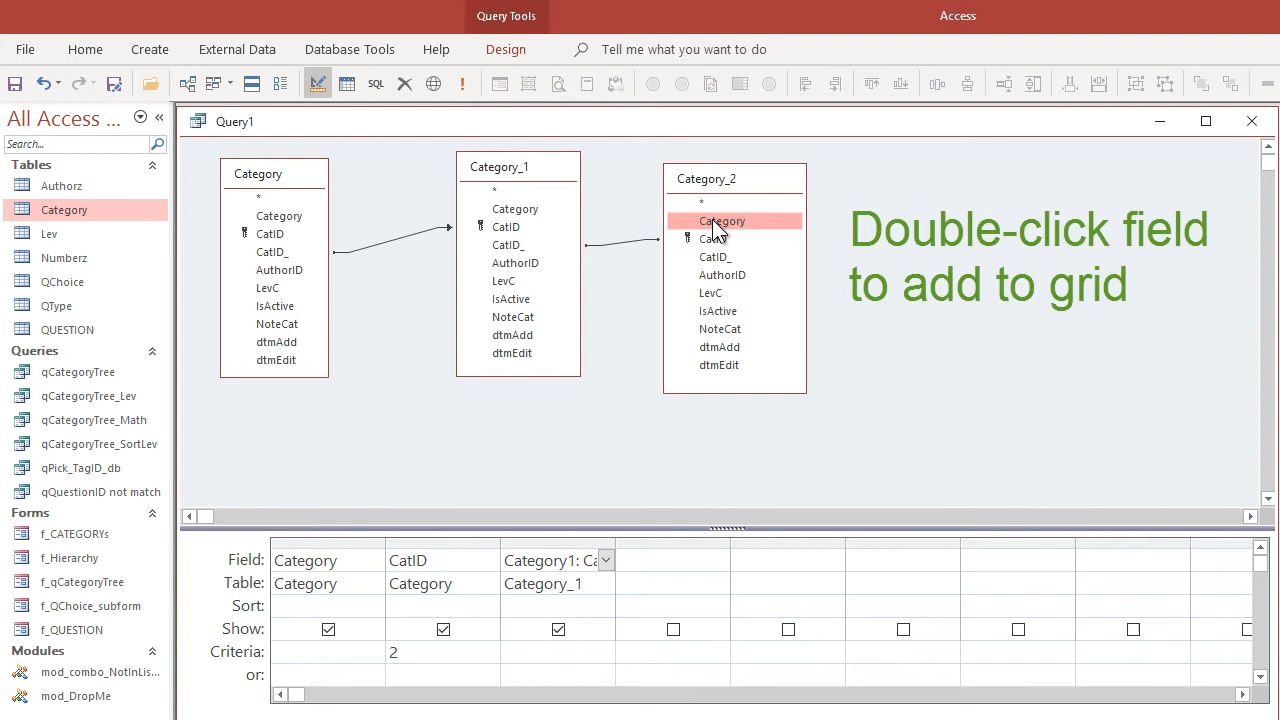 Query Tools
Access
File
Home
Create
External Data
Database Tools
Help
Design
Tell me what you want to do
SQL
All Access ...
Search...
Tables
Authorz
Category
Lev
Numberz
QChoice
QType
QUESTION
Queries
qCategoryTree
qCategoryTree_Lev
qCategoryTree_Math
qCategoryTree_SortLev
qPick_TagID_db
qQuestionID not match
Forms
f_CATEGORYs
f_Hierarchy
f_qCategoryTree
f_QChoice_subform
f_QUESTION
Modules
mod_combo_NotInLis...
mod_DropMe
Query1
Category
*
Category
CatID
CatID_
AuthorID
LevC
IsActive
NoteCat
dtmAdd
dtmEdit
Category_1
*
Category
CatID
CatID_
AuthorID
LevC
IsActive
NoteCat
dtmAdd
dtmEdit
Category_2
*
Category
CatID
CatID_
AuthorID
LevC
IsActive
NoteCat
dtmAdd
dtmEdit
Double-click field
to add to grid
Field: Category CatID Category1: Ca
Table: Category Category Category_1
Sort:
Show:
Criteria: 2
or: